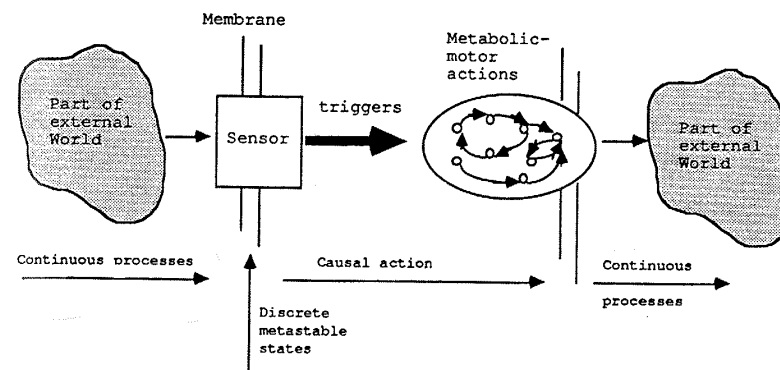 Membrane
Metabolic-
motor
actions
Part of
external
World
Sensor
triggers
Part of
external
World
Continuous processes
Causal action
Continuous
processes
Discrete
metastable
states